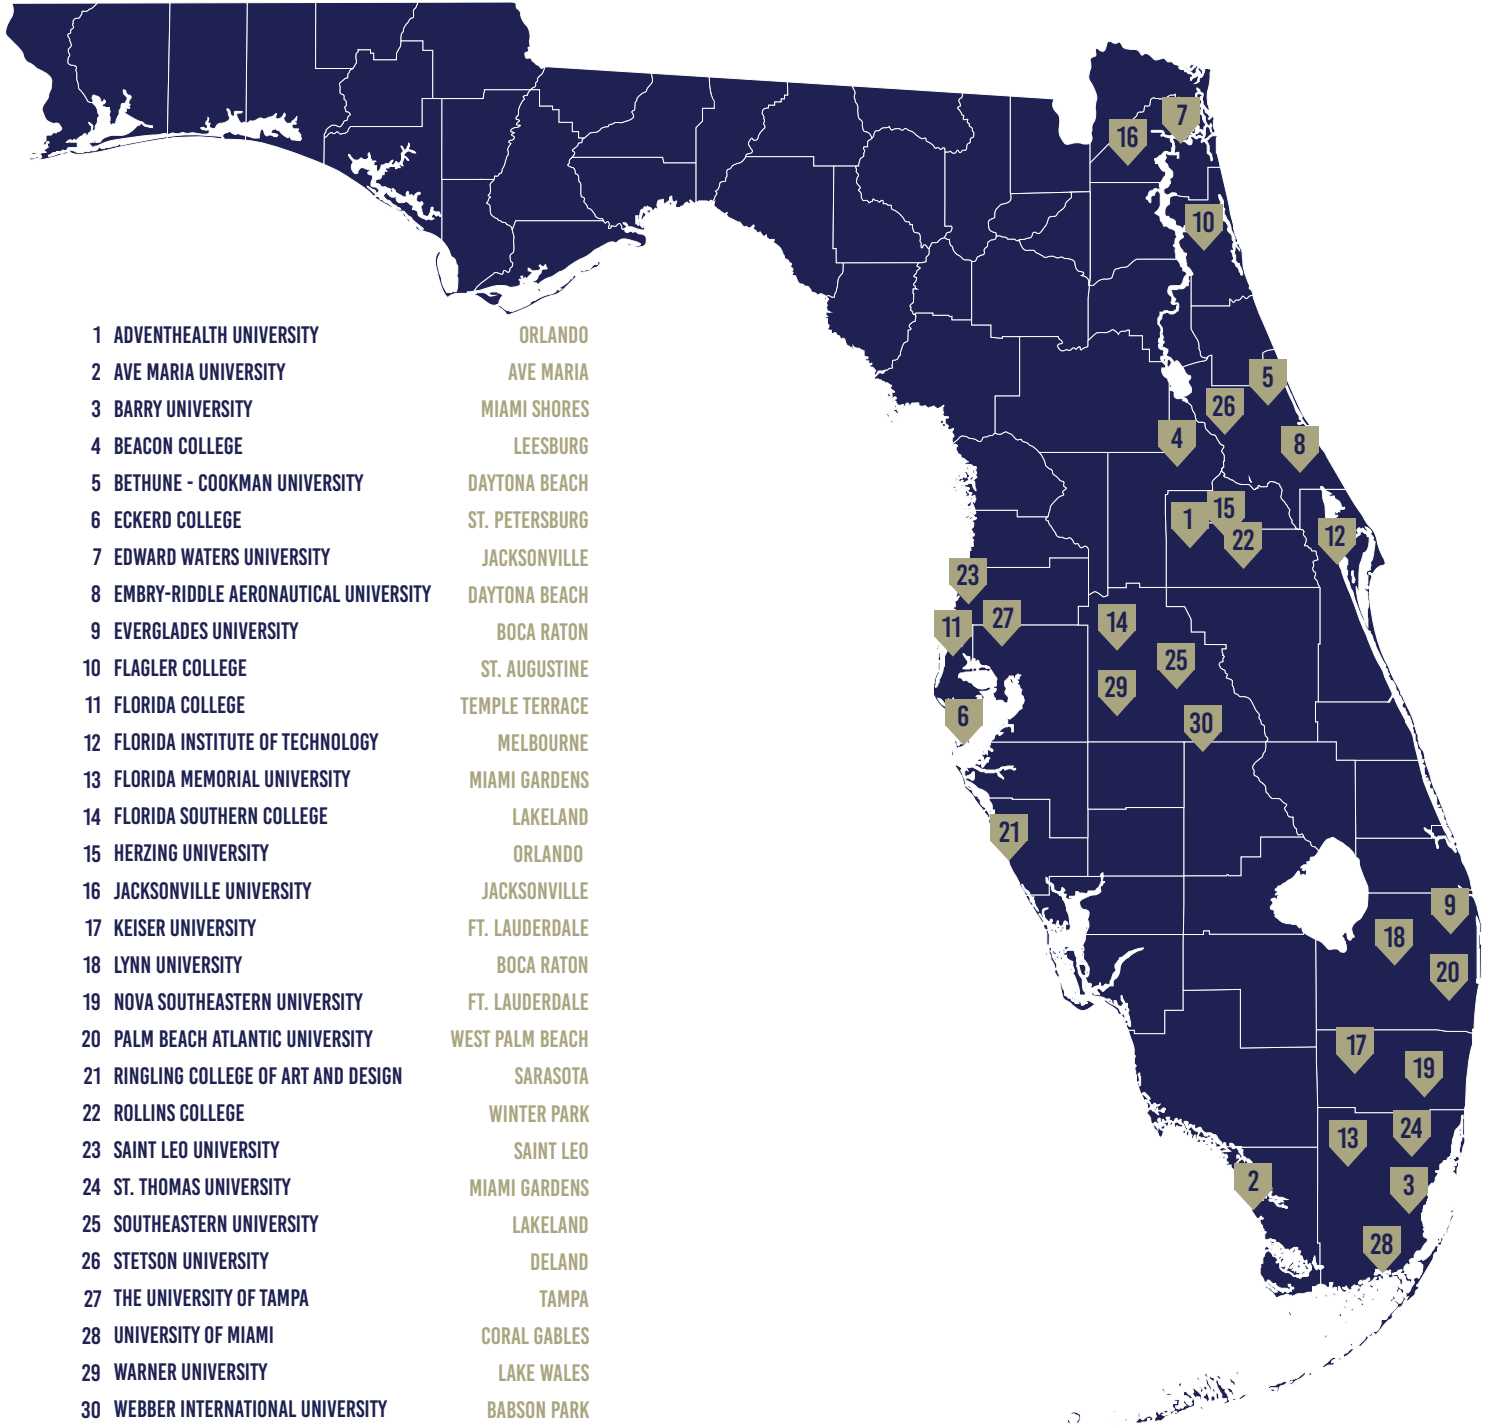 1 ADVENTHEALTH UNIVERSITY ORLANDO
2 AVE MARIA UNIVERSITY AVE MARIA
3 BARRY UNIVERSITY MIAMI SHORES
4 BEACON COLLEGE LEESBURG
5 BETHUNE - COOKMAN UNIVERSITY DAYTONA BEACH
6 ECKERD COLLEGE ST. PETERSBURG
7 EDWARD WATERS UNIVERSITY JACKSONVILLE
8 EMBRY-RIDDLE AERONAUTICAL UNIVERSITY DAYTONA BEACH
9 EVERGLADES UNIVERSITY BOCA RATON
10 FLAGLER COLLEGE ST. AUGUSTINE
11 FLORIDA COLLEGE TEMPLE TERRACE
12 FLORIDA INSTITUTE OF TECHNOLOGY MELBOURNE
13 FLORIDA MEMORIAL UNIVERSITY MIAMI GARDENS
14 FLORIDA SOUTHERN COLLEGE LAKELAND
15 HERZING UNIVERSITY ORLANDO
16 JACKSONVILLE UNIVERSITY JACKSONVILLE
17 KEISER UNIVERSITY FT. LAUDERDALE
18 LYNN UNIVERSITY BOCA RATON
19 NOVA SOUTHEASTERN UNIVERSITY FT. LAUDERDALE
20 PALM BEACH ATLANTIC UNIVERSITY WEST PALM BEACH
21 RINGLING COLLEGE OF ART AND DESIGN SARASOTA
22 ROLLINS COLLEGE WINTER PARK
23 SAINT LEO UNIVERSITY SAINT LEO
24 ST. THOMAS UNIVERSITY MIAMI GARDENS
25 SOUTHEASTERN UNIVERSITY LAKELAND
26 STETSON UNIVERSITY DELAND
27 THE UNIVERSITY OF TAMPA TAMPA
28 UNIVERSITY OF MIAMI CORAL GABLES
29 WARNER UNIVERSITY LAKE WALES
30 WEBBER INTERNATIONAL UNIVERSITY BABSON PARK
7
16
10
5
26
4
8
15
1
22
12
23
27
11
14
25
29
6
30
21
9
18
20
17
19
24
13
2
3
28